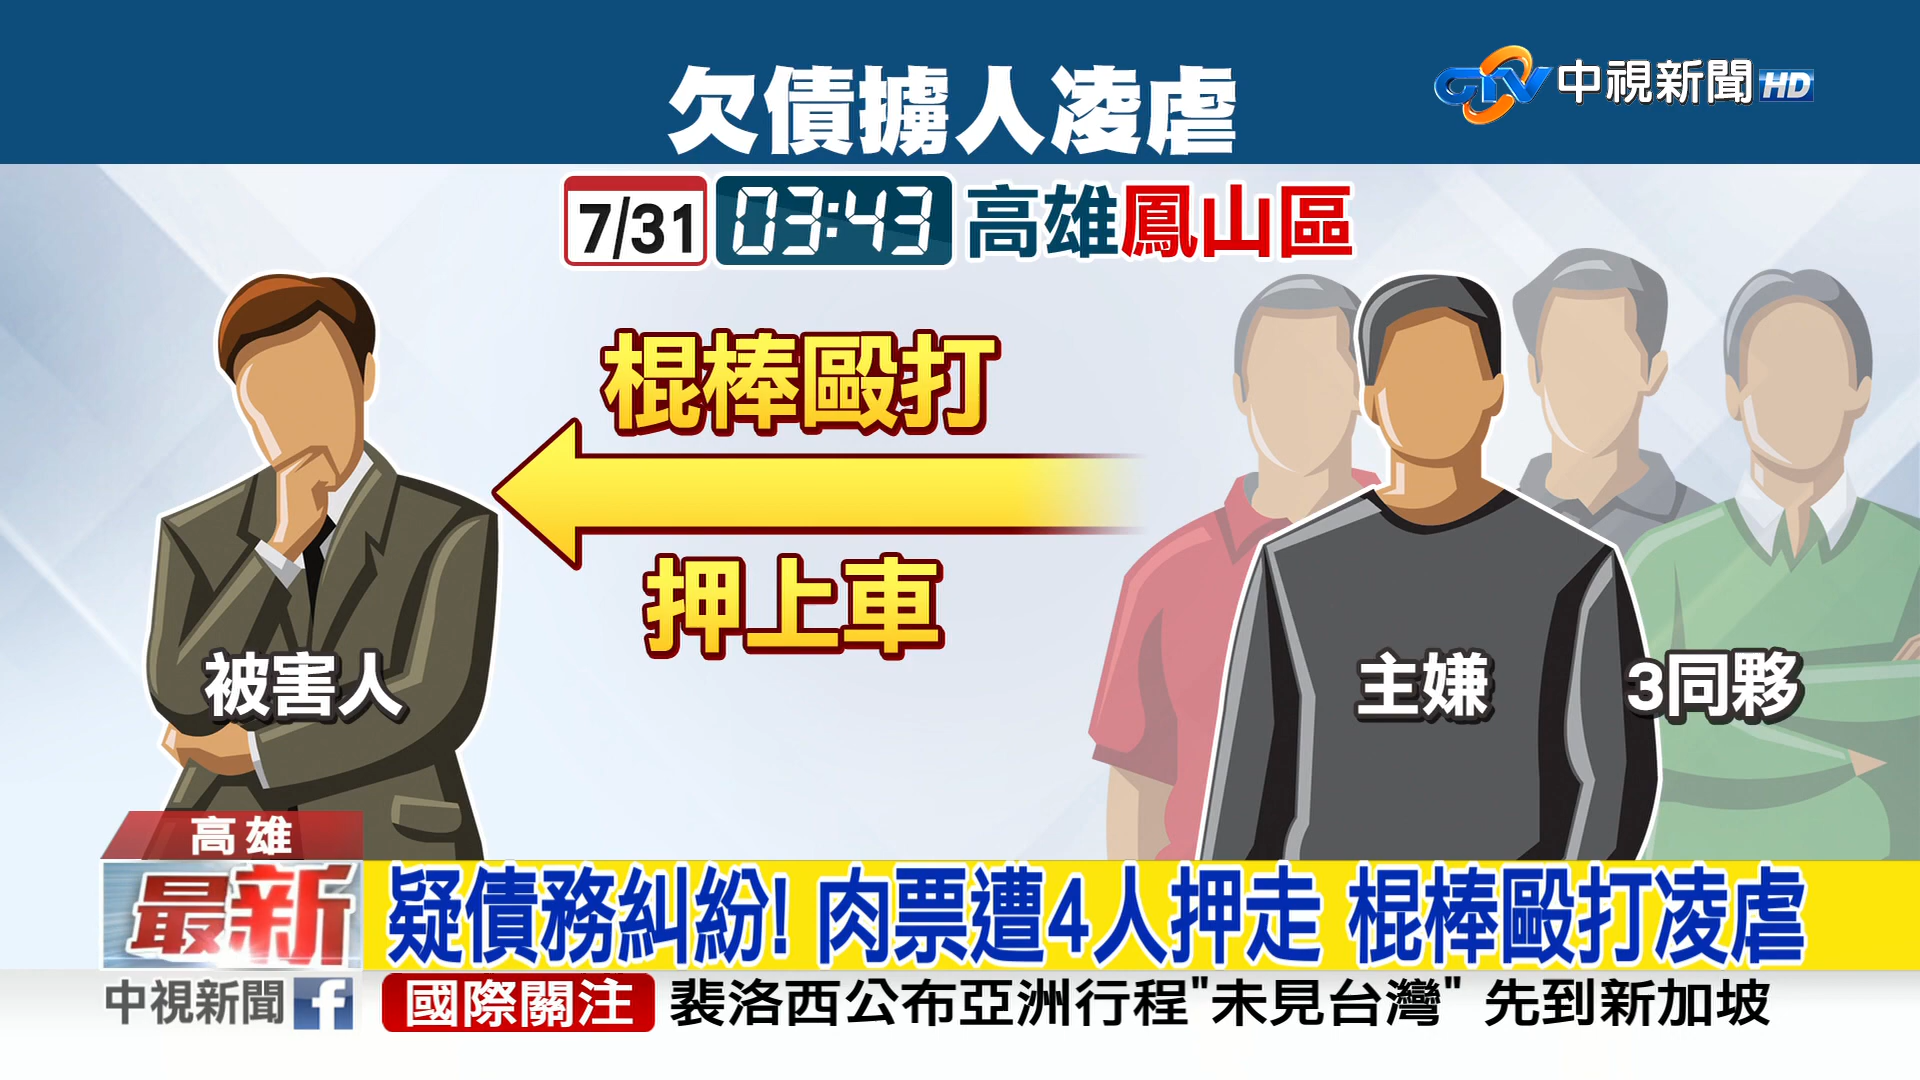 欠債擄人凌虐
CTV中視新聞HD
7/31 03:43 高雄鳳山區
棍棒毆打
押上車
被害人
主嫌
3同夥
高雄
最新
疑債務糾紛! 肉票遭4人押走 棍棒毆打凌虐
中視新聞 f
國際關注 裴洛西公布亞洲行程"未見台灣" 先到新加坡